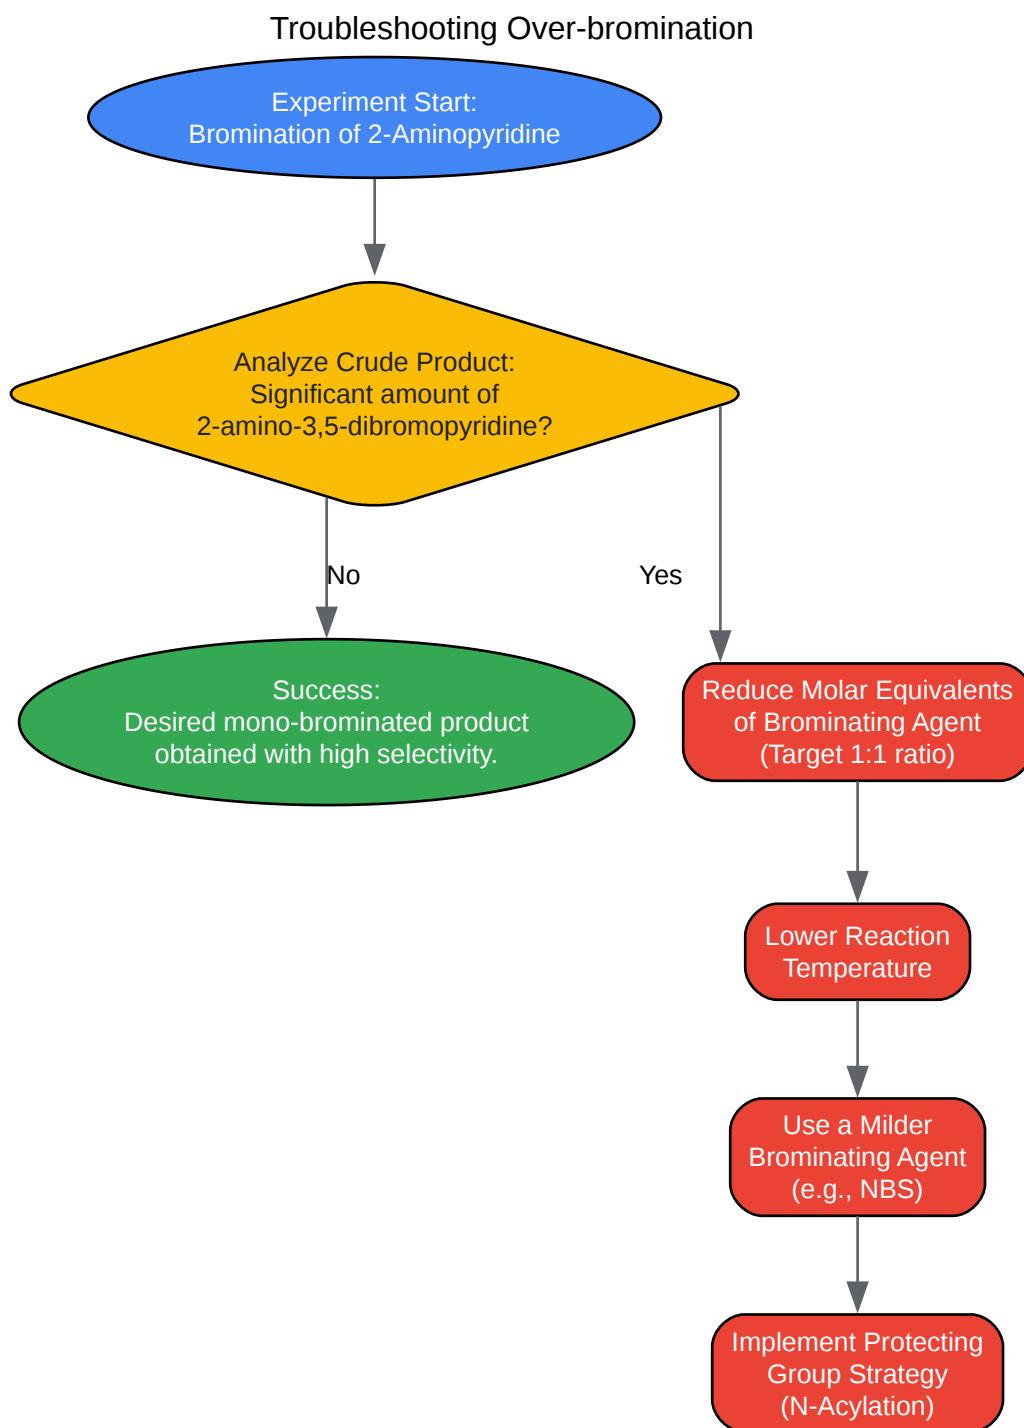 Troubleshooting Over-bromination
Experiment Start:
Bromination of 2-Aminopyridine
Analyze Crude Product:
Significant amount of
2-amino-3,5-dibromopyridine?
No
Yes
Success:
Desired mono-brominated product
obtained with high selectivity.
Reduce Molar Equivalents
of Brominating Agent
(Target 1:1 ratio)
Lower Reaction
Temperature
Use a Milder
Brominating Agent
(e.g., NBS)
Implement Protecting
Group Strategy
(N-Acylation)